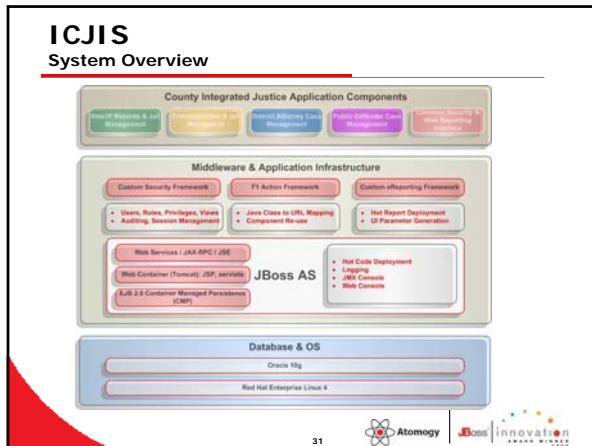 ICJIS
System Overview
County Integrated Justice Application Components
Sheriff Records & Jail Management
District Attorney Case Management
Public Defender Case Management
Middleware & Application Infrastructure
Custom Security Framework
F1 Action Framework
Custom eReporting Framework
Users, Roles, Privileges, Views
Auditing, Session Management
Java Class to URL Mapping
Component Re-use
Hot Report Deployment
UI Parameter Generation
Web Services / JAX-RPC / JSE
Web Container (Tomcat): JSP, servlets
EJB 2.0 Container Managed Persistence (CMP)
JBoss AS
Hot Code Deployment
Logging
JMX Console
Web Console
Database & OS
Oracle 10g
Red Hat Enterprise Linux 4
31
Atomogy
JBoss innovation
AWARD WINNER